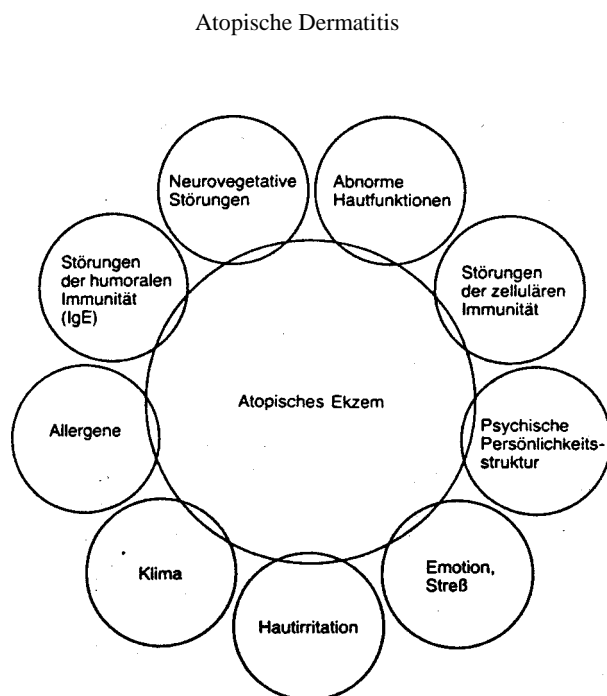 Atopische Dermatitis
Neurovegetative
Störungen
Abnorme
Hautfunktionen
Störungen
der humoralen
Immunität
(IgE)
Störungen
der zellulären
Immunität
Atopisches Ekzem
Allergene
Psychische
Persönlichkeits-
struktur
Klima
Emotion,
Streß
Hautirritation